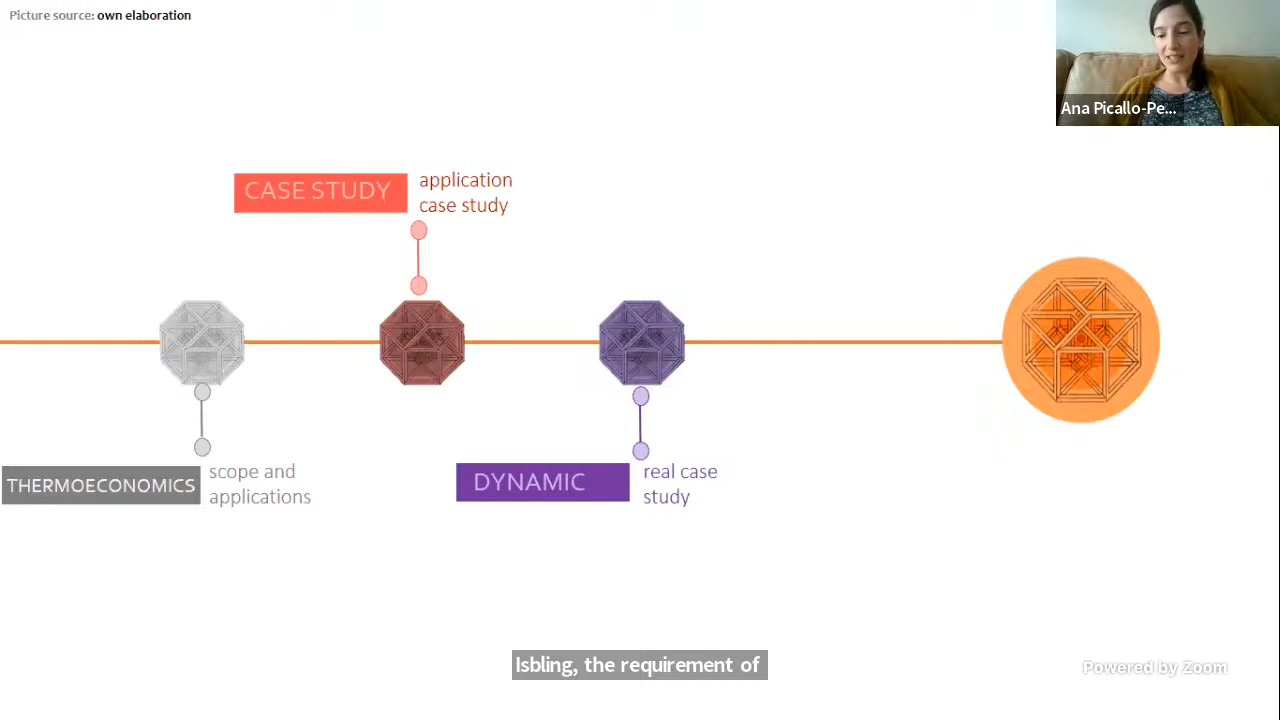 Picture source: own elaboration
Ana Picallo-Pe...
CASE STUDY
application
case study
THERMOECONOMICS
scope and
applications
DYNAMIC
real case
study
Isbling, the requirement of
Powered by Zoom